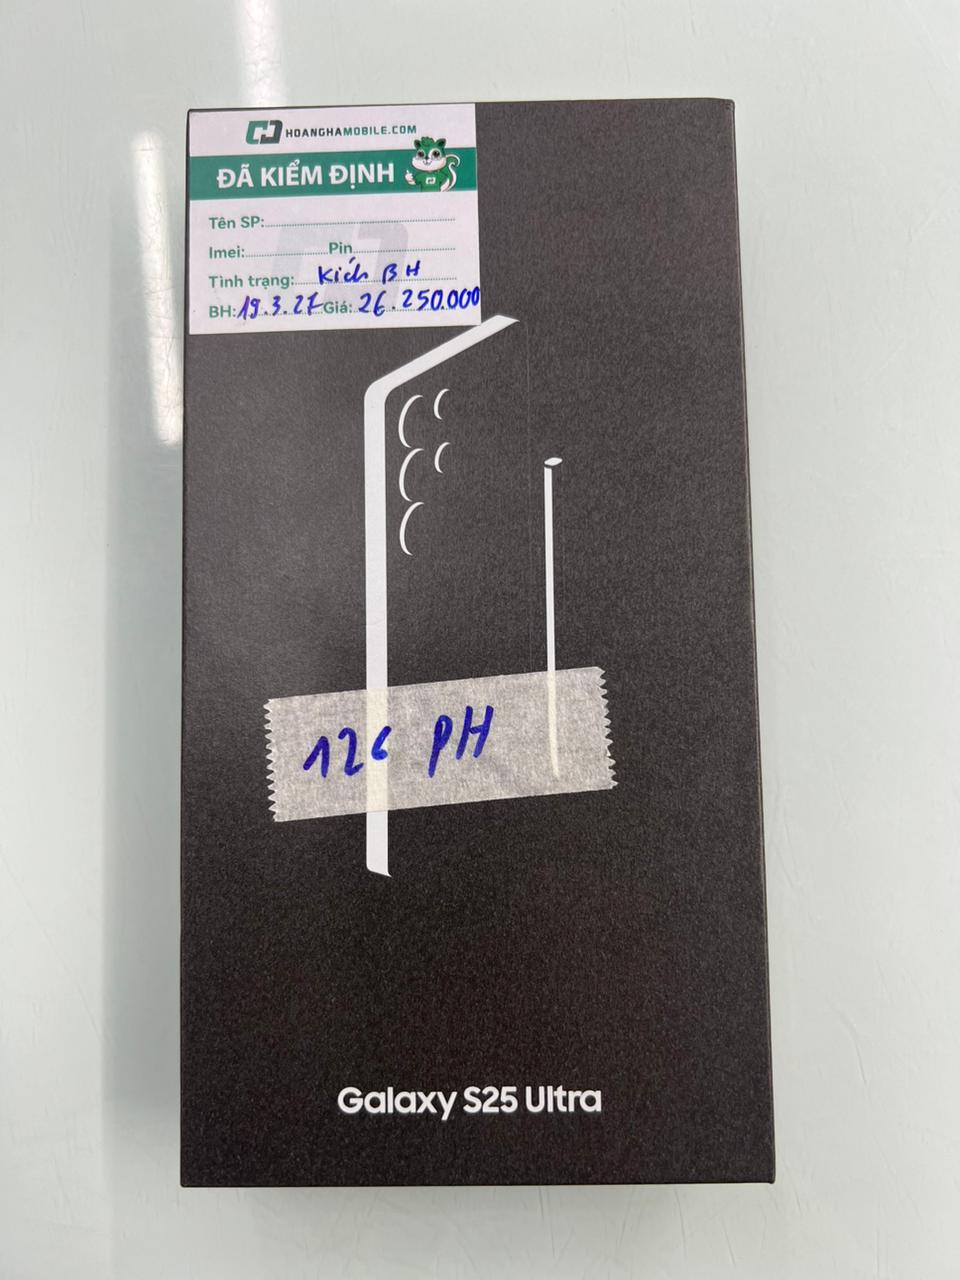 HOANGHAMOBILE.COM
ĐÃ KIỂM ĐỊNH
Tên SP:
Imei: Pin
Tình trạng: Kích BH
BH: 19.3.27 Giá: 26.250.000
126 PH
Galaxy S25 Ultra